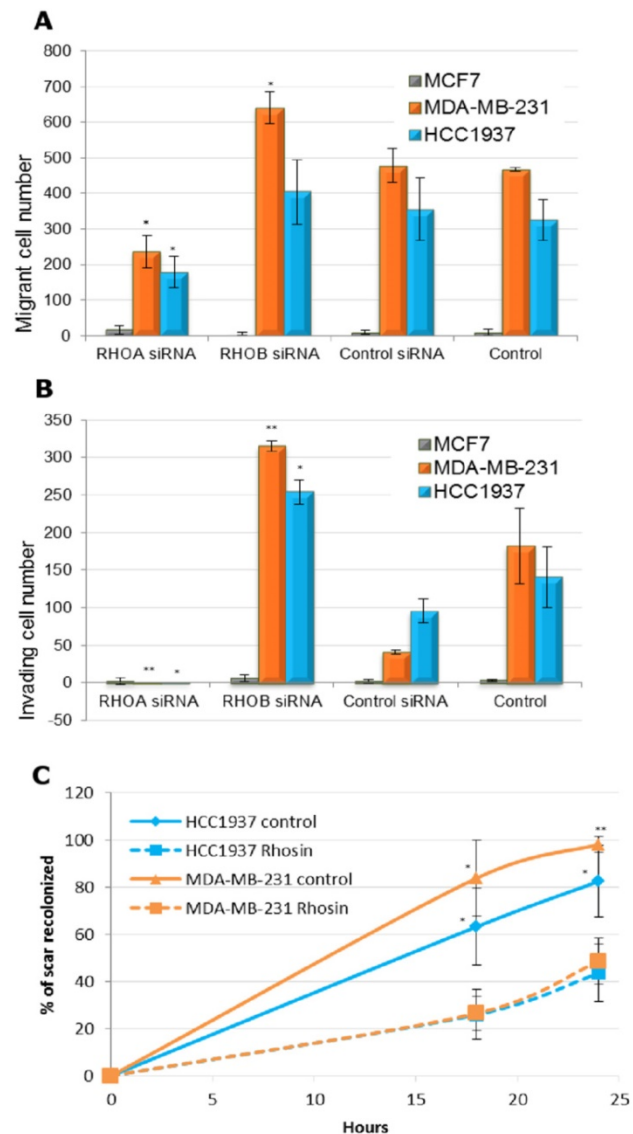 A
800
700
600
500
400
300
200
100
0
Migrant cell number
MCF7
MDA-MB-231
HCC1937
*
*
*
RHOA siRNA RHOB siRNA Control siRNA Control
B
350
300
250
200
150
100
50
0
-50
Invading cell number
MCF7
MDA-MB-231
HCC1937
** * ** *
RHOA siRNA RHOB siRNA Control siRNA Control
C
120
100
80
60
40
20
0
% of scar recolonized
HCC1937 control
HCC1937 Rhosin
MDA-MB-231 control
MDA-MB-231 Rhosin
*
*
**
*
0 5 10 15 20 25
Hours